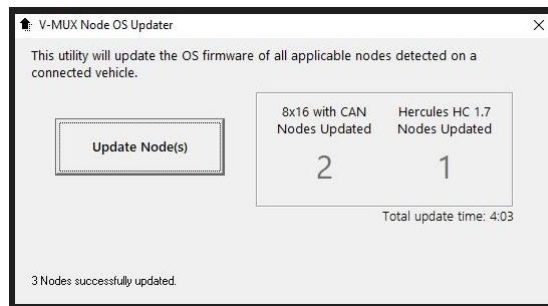 V-MUX Node OS Updater
This utility will update the OS firmware of all applicable nodes detected on a
connected vehicle.
Update Node(s)
8x16 with CAN
Nodes Updated
2
Hercules HC 1.7
Nodes Updated
1
Total update time: 4:03
3 Nodes successfully updated.